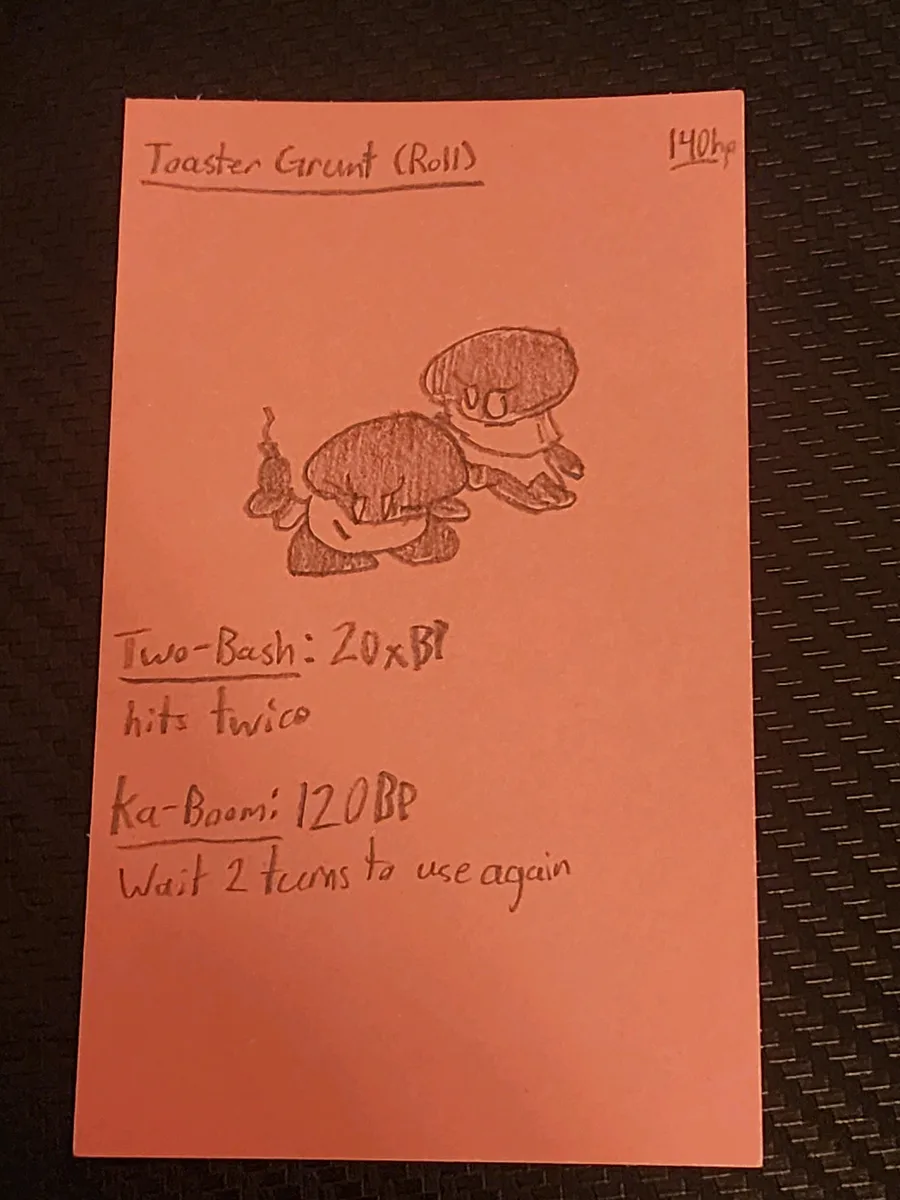 Toaster Grunt (Roll)
140hp
Two-Bash: 20xBP
hits twice
Ka-Boom: 120BP
Wait 2 turns to use again